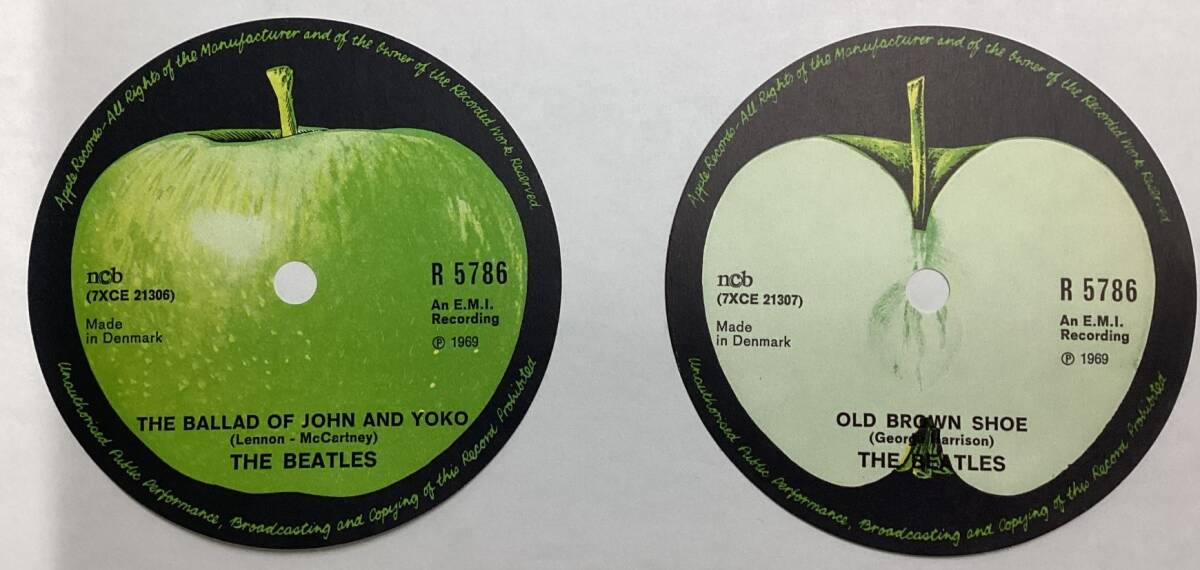 Apple Records-All Rights of the Manufacturer and of the Owner of the Recorded Work Reserved
ncb
(7XCE 21306)
Made
in Denmark
R 5786
An E.M.I.
Recording
℗ 1969
THE BALLAD OF JOHN AND YOKO
(Lennon - McCartney)
THE BEATLES
Unauthorised Public Performance, Broadcasting and Copying of this Record Prohibited
Apple Records-All Rights of the Manufacturer and of the Owner of the Recorded Work Reserved
ncb
(7XCE 21307)
Made
in Denmark
R 5786
An E.M.I.
Recording
℗ 1969
OLD BROWN SHOE
(George Harrison)
THE BEATLES
Unauthorised Public Performance, Broadcasting and Copying of this Record Prohibited